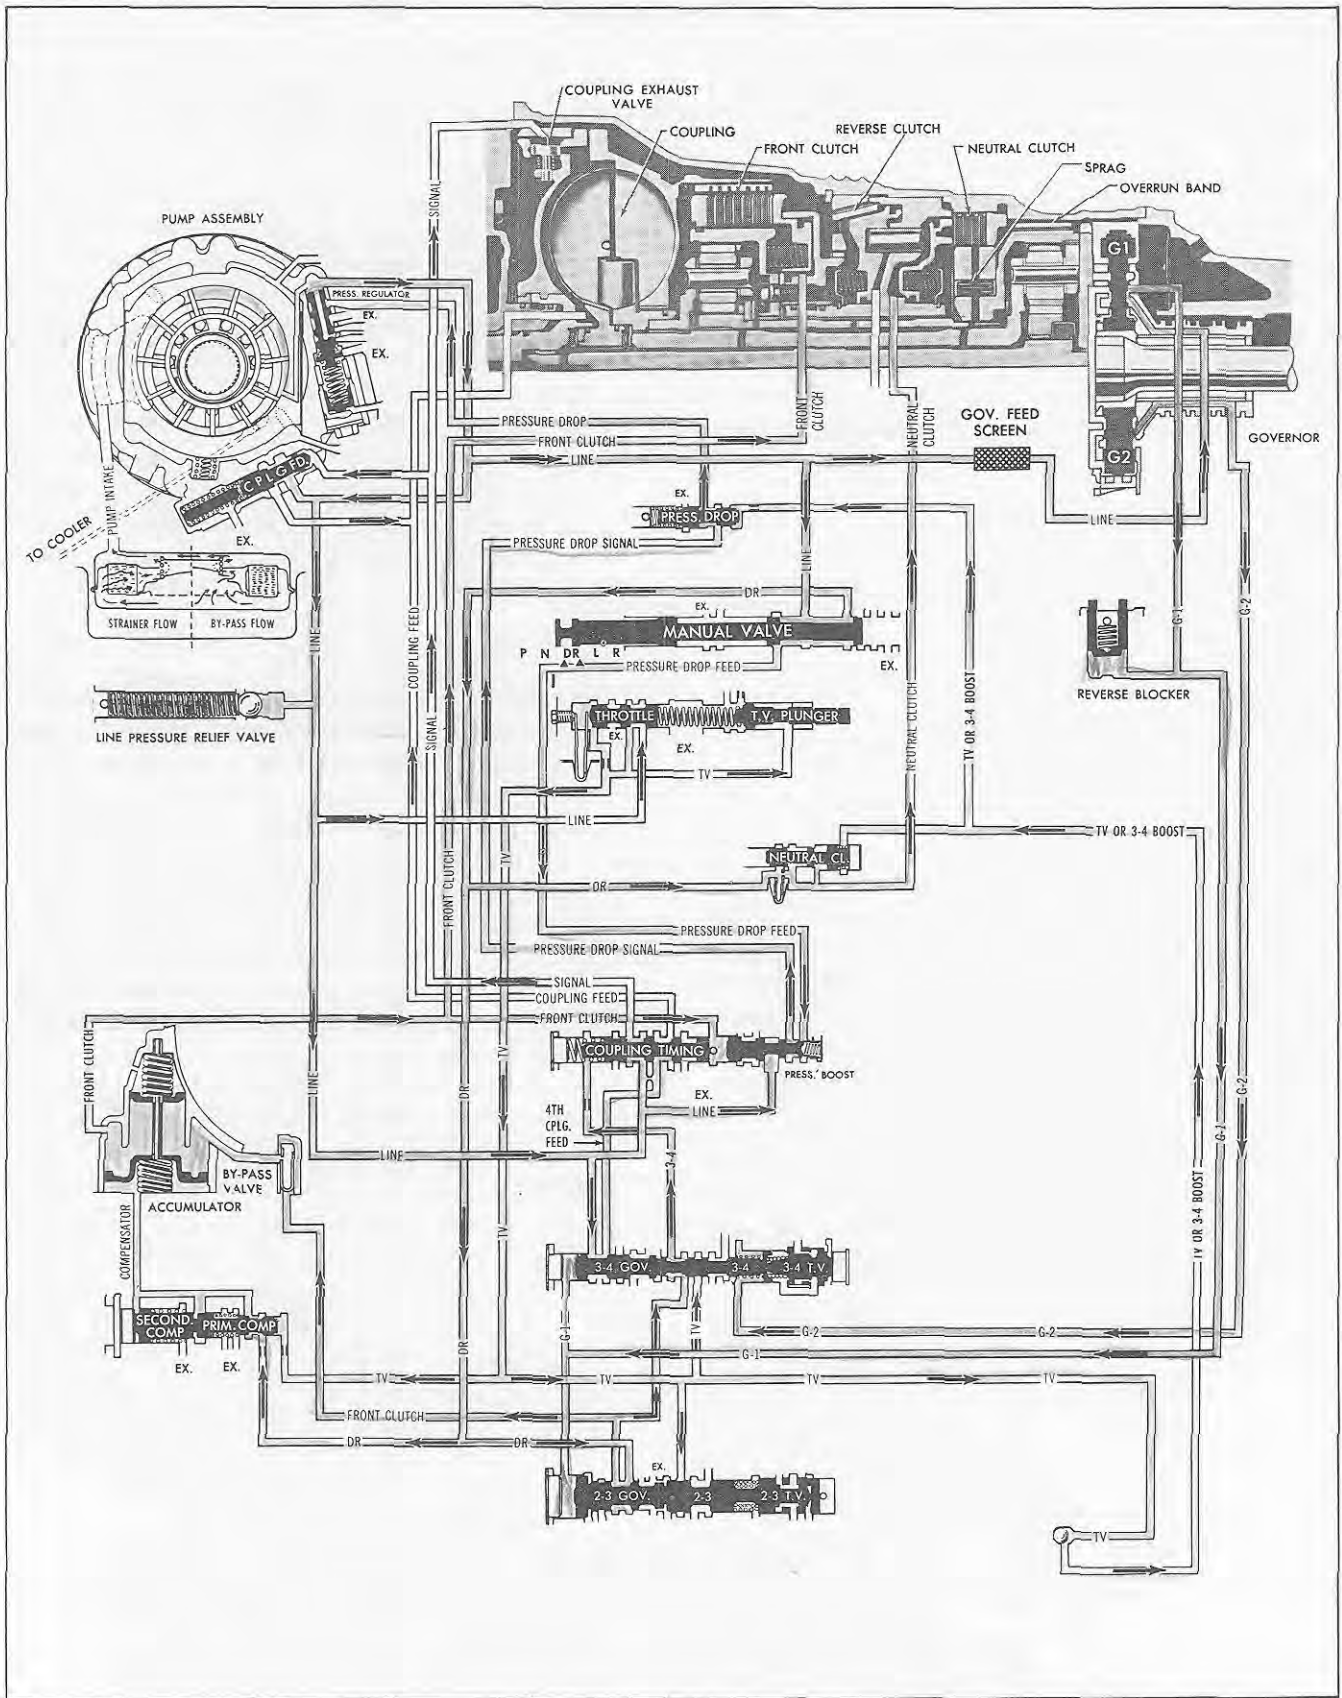 COUPLING EXHAUST
VALVE
COUPLING
REVERSE CLUTCH
FRONT CLUTCH
NEUTRAL CLUTCH
SPRAG
OVERRUN BAND
PUMP ASSEMBLY
SIGNAL
G1
PRESS. REGULATOR
EX.
EX.
PRESSURE DROP
FRONT CLUTCH
FRONT
CLUTCH
NEUTRAL
CLUTCH
GOV. FEED
SCREEN
GOVERNOR
G2
LINE
CPLG FD.
PUMP INTAKE
TO COOLER
EX.
EX.
PRESS. DROP
LINE
PRESSURE DROP SIGNAL
LINE
STRAINER FLOW
BY-PASS FLOW
DR
EX.
MANUAL VALVE
P N DR L R
EX.
PRESSURE DROP FEED
G-1
G-2
REVERSE BLOCKER
LINE
COUPLING FEED
SIGNAL
LINE PRESSURE RELIEF VALVE
THROTTLE
T.V. PLUNGER
EX.
EX.
TV
NEUTRAL CLUTCH
TV OR 3-4 BOOST
LINE
TV
TV OR 3-4 BOOST
NEUTRAL CL.
FRONT CLUTCH
DR
PRESSURE DROP FEED
PRESSURE DROP SIGNAL
SIGNAL
COUPLING FEED
FRONT CLUTCH
FRONT CLUTCH
COUPLING TIMING
PRESS. BOOST
TV
LINE
DR
EX.
LINE
4TH
CPLG.
FEED
G-2
G-1
LINE
3-4
BY-PASS
VALVE
ACCUMULATOR
COMPENSATOR
TV
TV OR 3-4 BOOST
3-4 GOV.
3-4
3-4 T.V.
SECOND.
COMP
PRIM. COMP
EX.
EX.
G-1
TV
DR
G-2
G-2
G-1
TV
TV
TV
TV
FRONT CLUTCH
DR
DR
EX.
2-3 GOV.
2-3
2-3 T.V.
TV